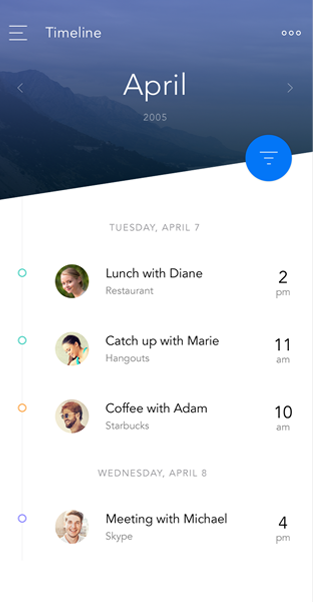 Timeline
April
2005
TUESDAY, APRIL 7
Lunch with Diane
Restaurant
2
pm
Catch up with Marie
Hangouts
11
am
Coffee with Adam
Starbucks
10
am
WEDNESDAY, APRIL 8
Meeting with Michael
Skype
4
pm